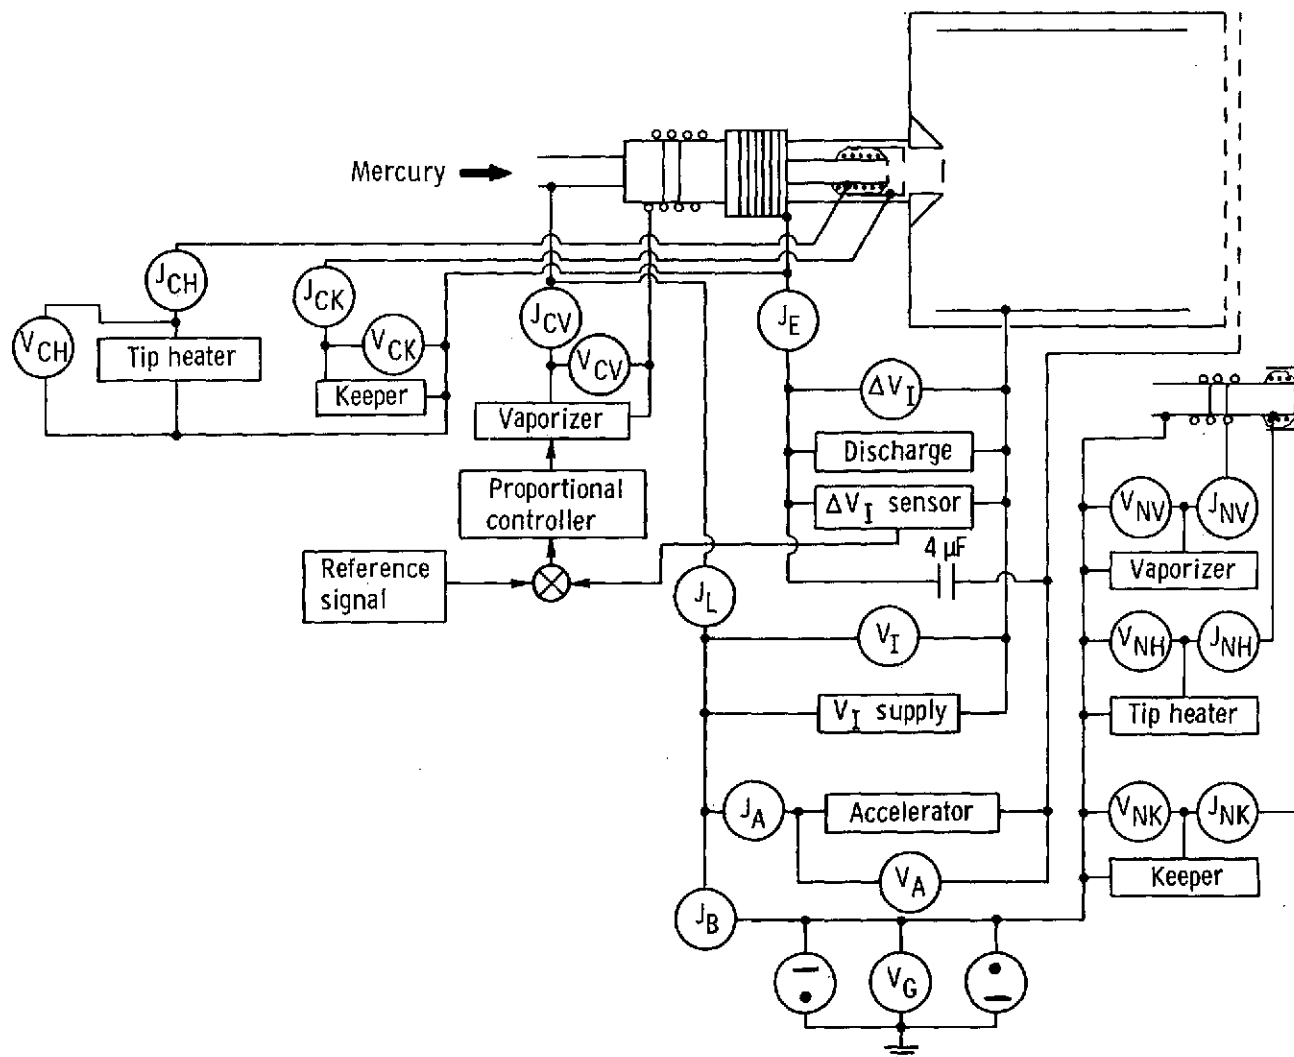 Mercury
J_CH
J_CK
V_CH
Tip heater
V_CK
Keeper
J_CV
V_CV
Vaporizer
Proportional
controller
Reference
signal
J_E
ΔV_I
Discharge
ΔV_I sensor
4 μF
J_L
V_I
V_I supply
J_A
Accelerator
V_A
J_B
V_G
V_NV
J_NV
Vaporizer
V_NH
J_NH
Tip heater
V_NK
J_NK
Keeper